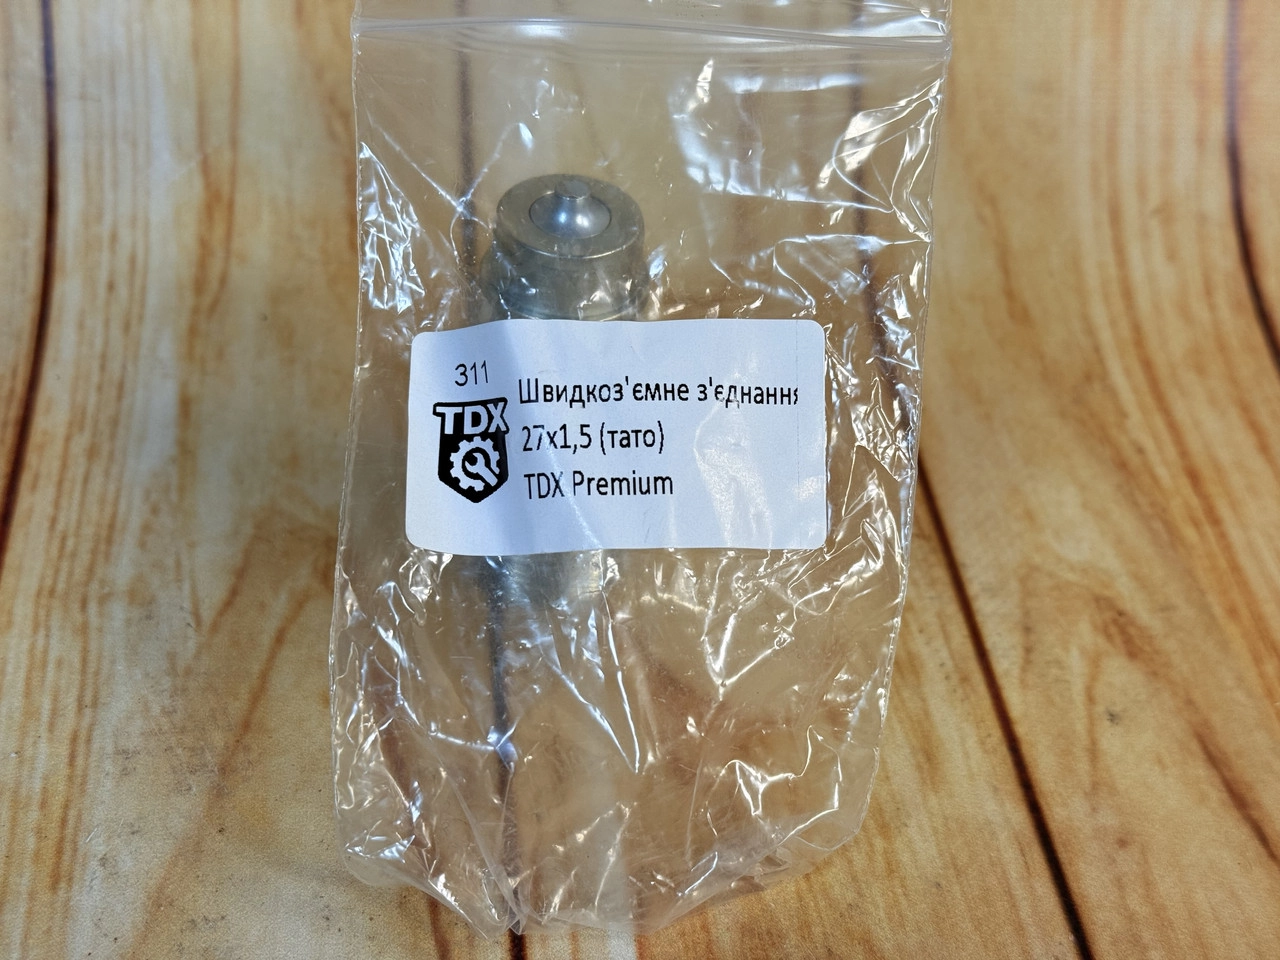 311
TDX
Швидкоз'ємне з'єднання
27x1,5 (тато)
TDX Premium